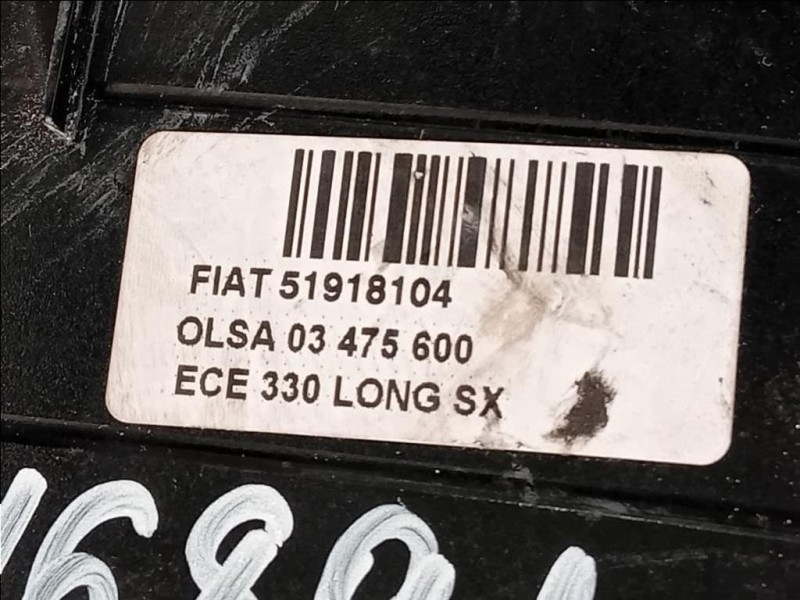 FIAT 51918104
OLSA 03 475 600
ECE 330 LONG SX